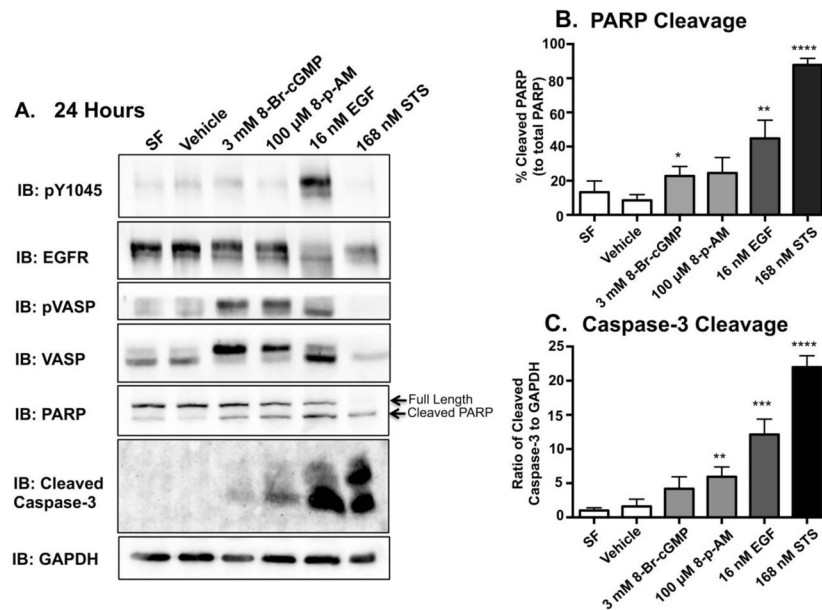 A. 24 Hours
SF
Vehicle
3 mM 8-Br-cGMP
100 µM 8-p-AM
16 nM EGF
168 nM STS
IB: pY1045
IB: EGFR
IB: pVASP
IB: VASP
IB: PARP
Full Length
Cleaved PARP
IB: Cleaved
Caspase-3
IB: GAPDH
B. PARP Cleavage
% Cleaved PARP
(to total PARP)
100
80
60
40
20
0
*
**
****
SF
Vehicle
3 mM 8-Br-cGMP
100 µM 8-p-AM
16 nM EGF
168 nM STS
C. Caspase-3 Cleavage
Ratio of Cleaved
Caspase-3 to GAPDH
25
20
15
10
5
0
**
***
****
SF
Vehicle
3 mM 8-Br-cGMP
100 µM 8-p-AM
16 nM EGF
168 nM STS